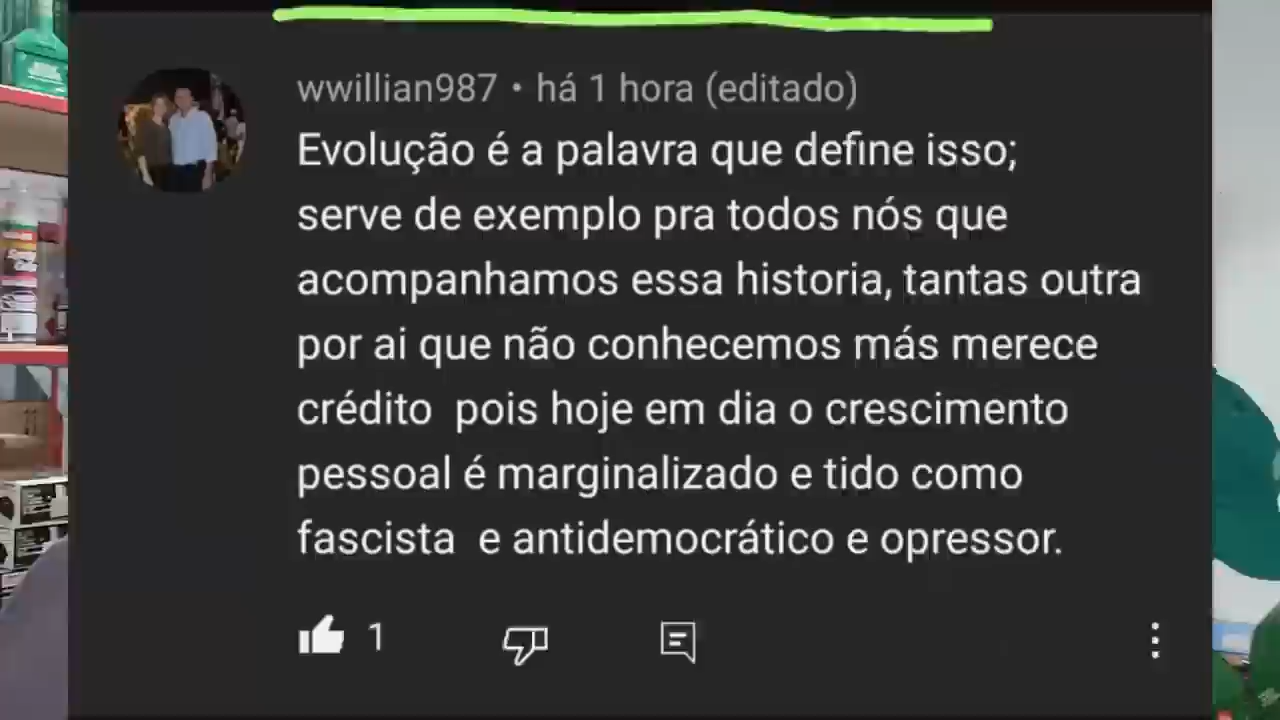 wwillian987 • há 1 hora (editado)
Evolução é a palavra que define isso;
serve de exemplo pra todos nós que
acompanhamos essa historia, tantas outra
por ai que não conhecemos más merece
crédito  pois hoje em dia o crescimento
pessoal é marginalizado e tido como
fascista  e antidemocrático e opressor.
1